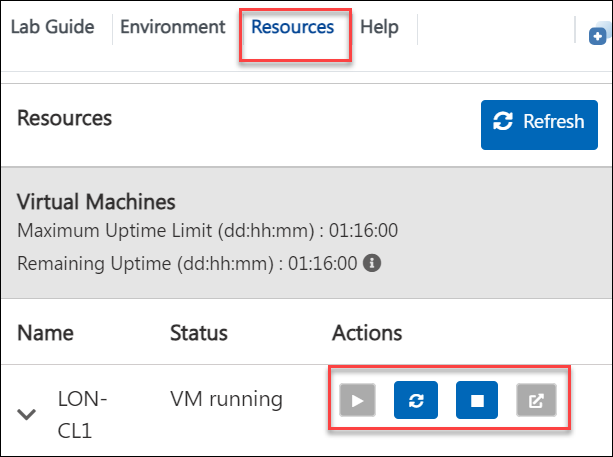 Lab Guide Environment Resources Help
Resources
Refresh
Virtual Machines
Maximum Uptime Limit (dd:hh:mm) : 01:16:00
Remaining Uptime (dd:hh:mm) : 01:16:00
Name Status Actions
LON-
CL1
VM running